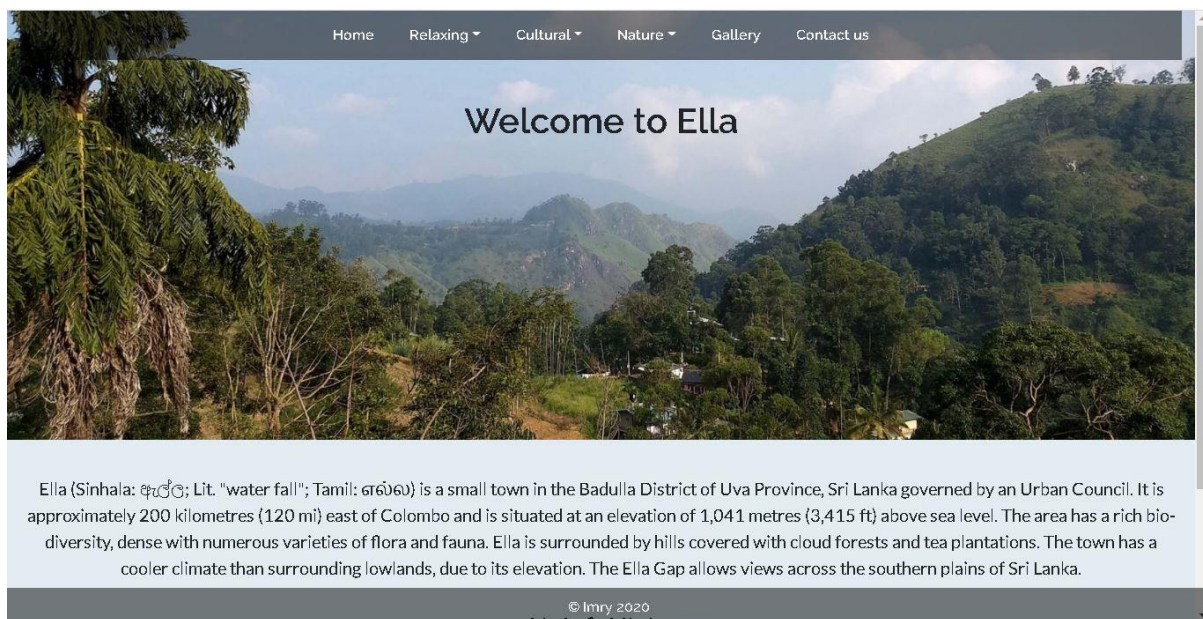 Home Relaxing Cultural Nature Gallery Contact us
Welcome to Ella
Ella (Sinhala: ඇල්ල; Lit. "water fall"; Tamil: எல்ல) is a small town in the Badulla District of Uva Province, Sri Lanka governed by an Urban Council. It is
approximately 200 kilometres (120 mi) east of Colombo and is situated at an elevation of 1,041 metres (3,415 ft) above sea level. The area has a rich bio-
diversity, dense with numerous varieties of flora and fauna. Ella is surrounded by hills covered with cloud forests and tea plantations. The town has a
cooler climate than surrounding lowlands, due to its elevation. The Ella Gap allows views across the southern plains of Sri Lanka.
© Imry 2020